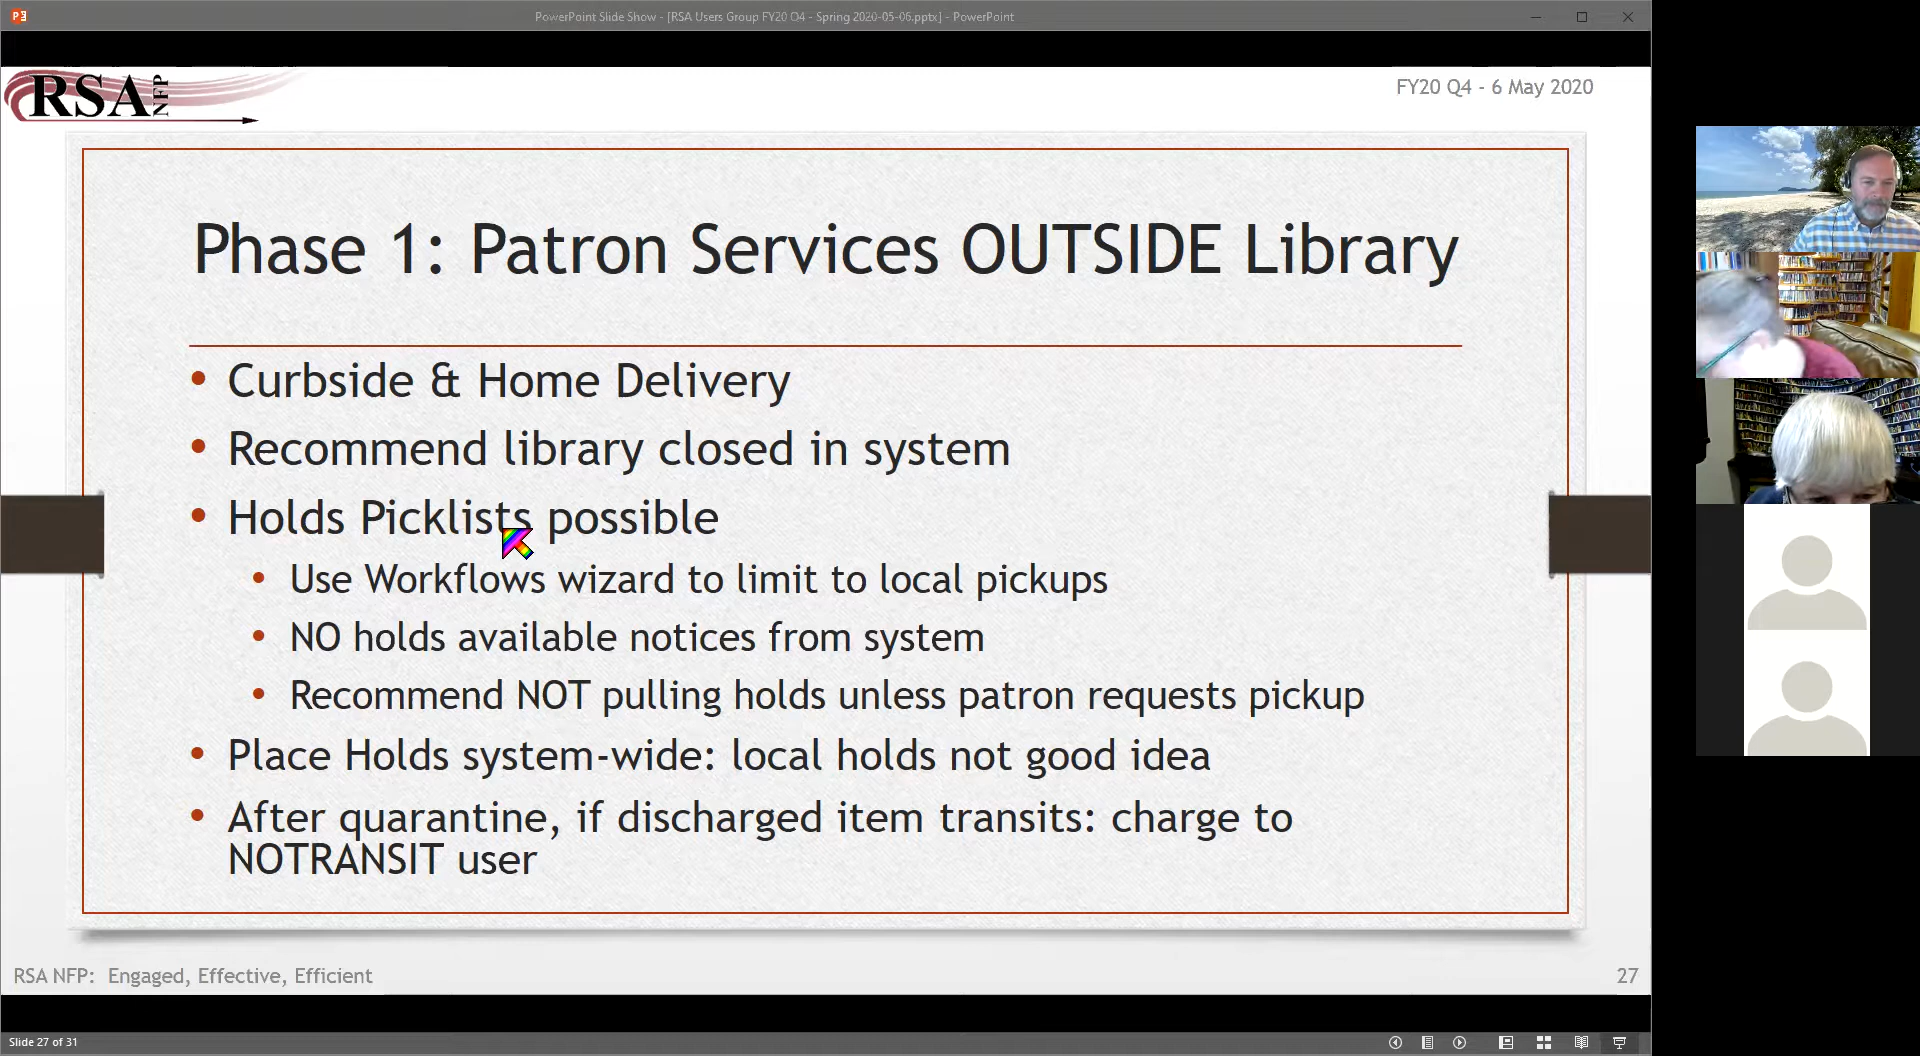 PowerPoint Slide Show - [RSA Users Group FY20 Q4 - Spring 2020-05-06.pptx] - PowerPoint
RSA NFP
FY20 Q4 - 6 May 2020
Phase 1: Patron Services OUTSIDE Library
• Curbside & Home Delivery
• Recommend library closed in system
• Holds Picklists possible
• Use Workflows wizard to limit to local pickups
• NO holds available notices from system
• Recommend NOT pulling holds unless patron requests pickup
• Place Holds system-wide: local holds not good idea
• After quarantine, if discharged item transits: charge to
NOTRANSIT user
RSA NFP: Engaged, Effective, Efficient
27
Slide 27 of 31